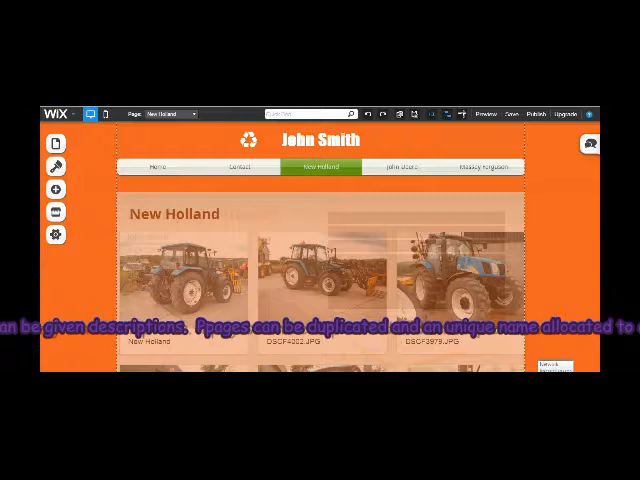 WiX Page: New Holland Preview Save Publish Upgrade
John Smith
Home Contact New Holland John Deere Massey Ferguson
New Holland
an be given descriptions. Ppages can be duplicated and an unique name allocated to
New Holland DSCF4002.JPG DSCF3979.JPG
Network